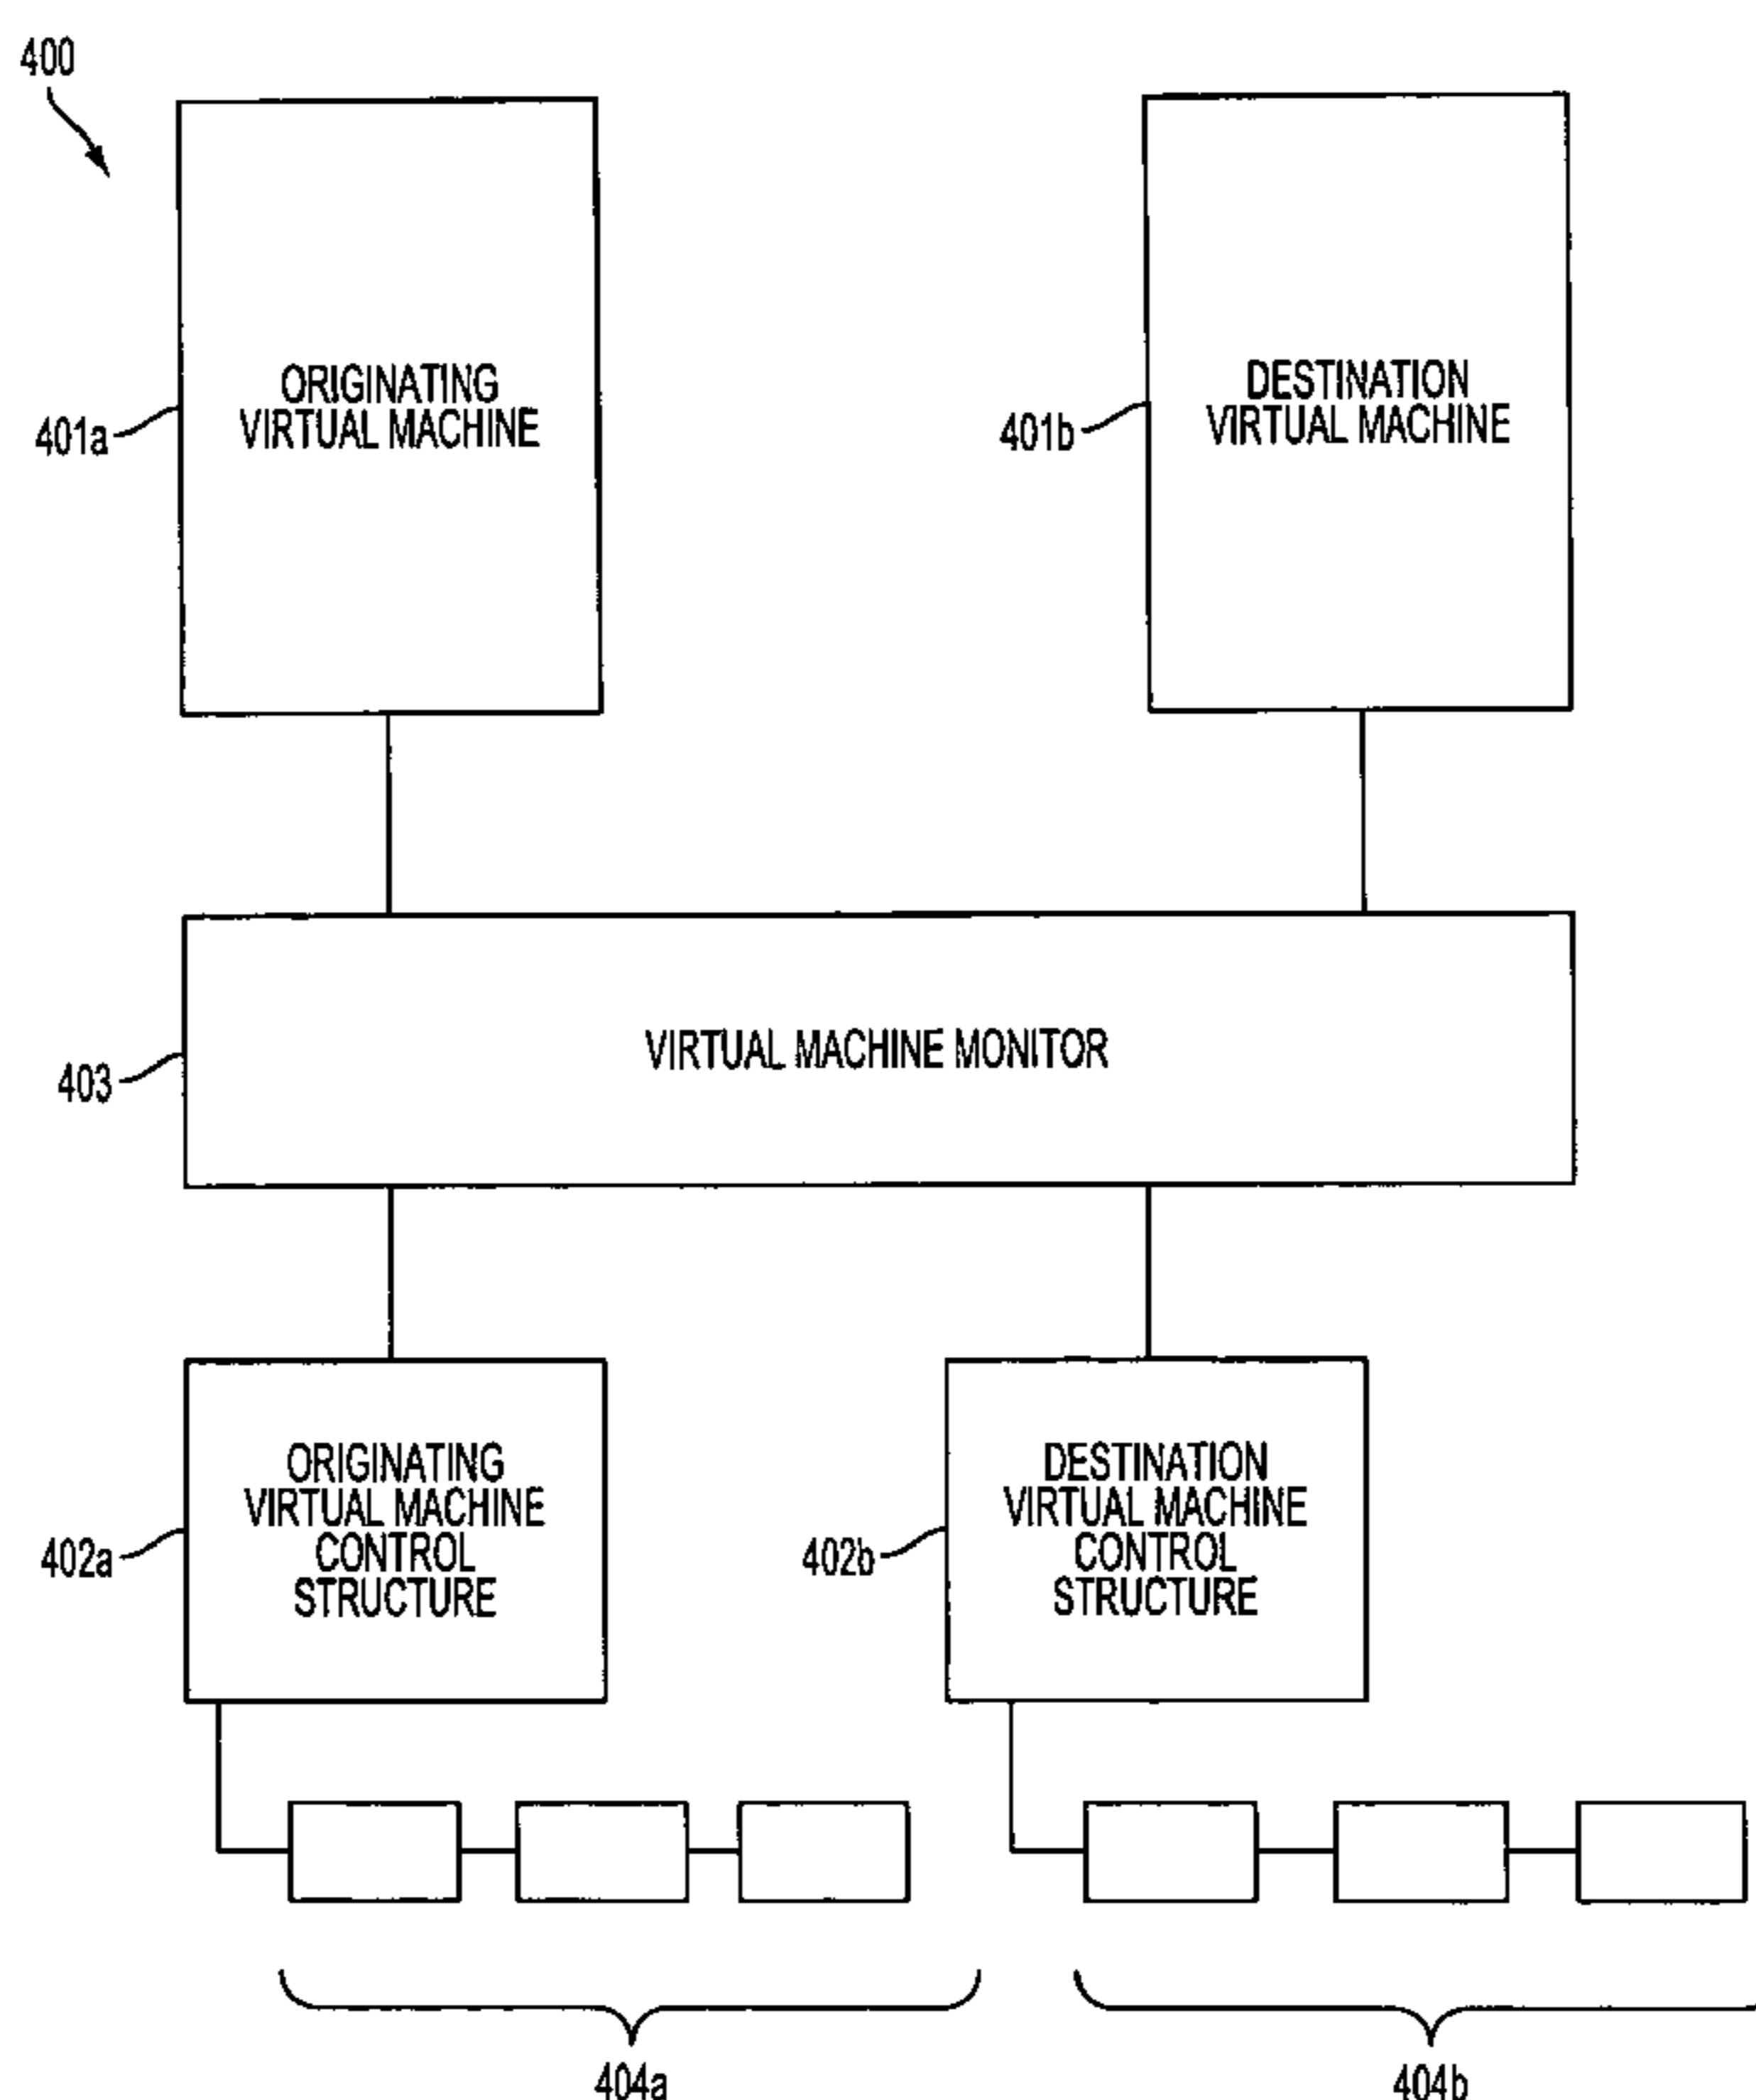 400
ORIGINATING
VIRTUAL MACHINE
401a
DESTINATION
VIRTUAL MACHINE
401b
VIRTUAL MACHINE MONITOR
403
ORIGINATING
VIRTUAL MACHINE
CONTROL
STRUCTURE
402a
DESTINATION
VIRTUAL MACHINE
CONTROL
STRUCTURE
402b
404a
404b